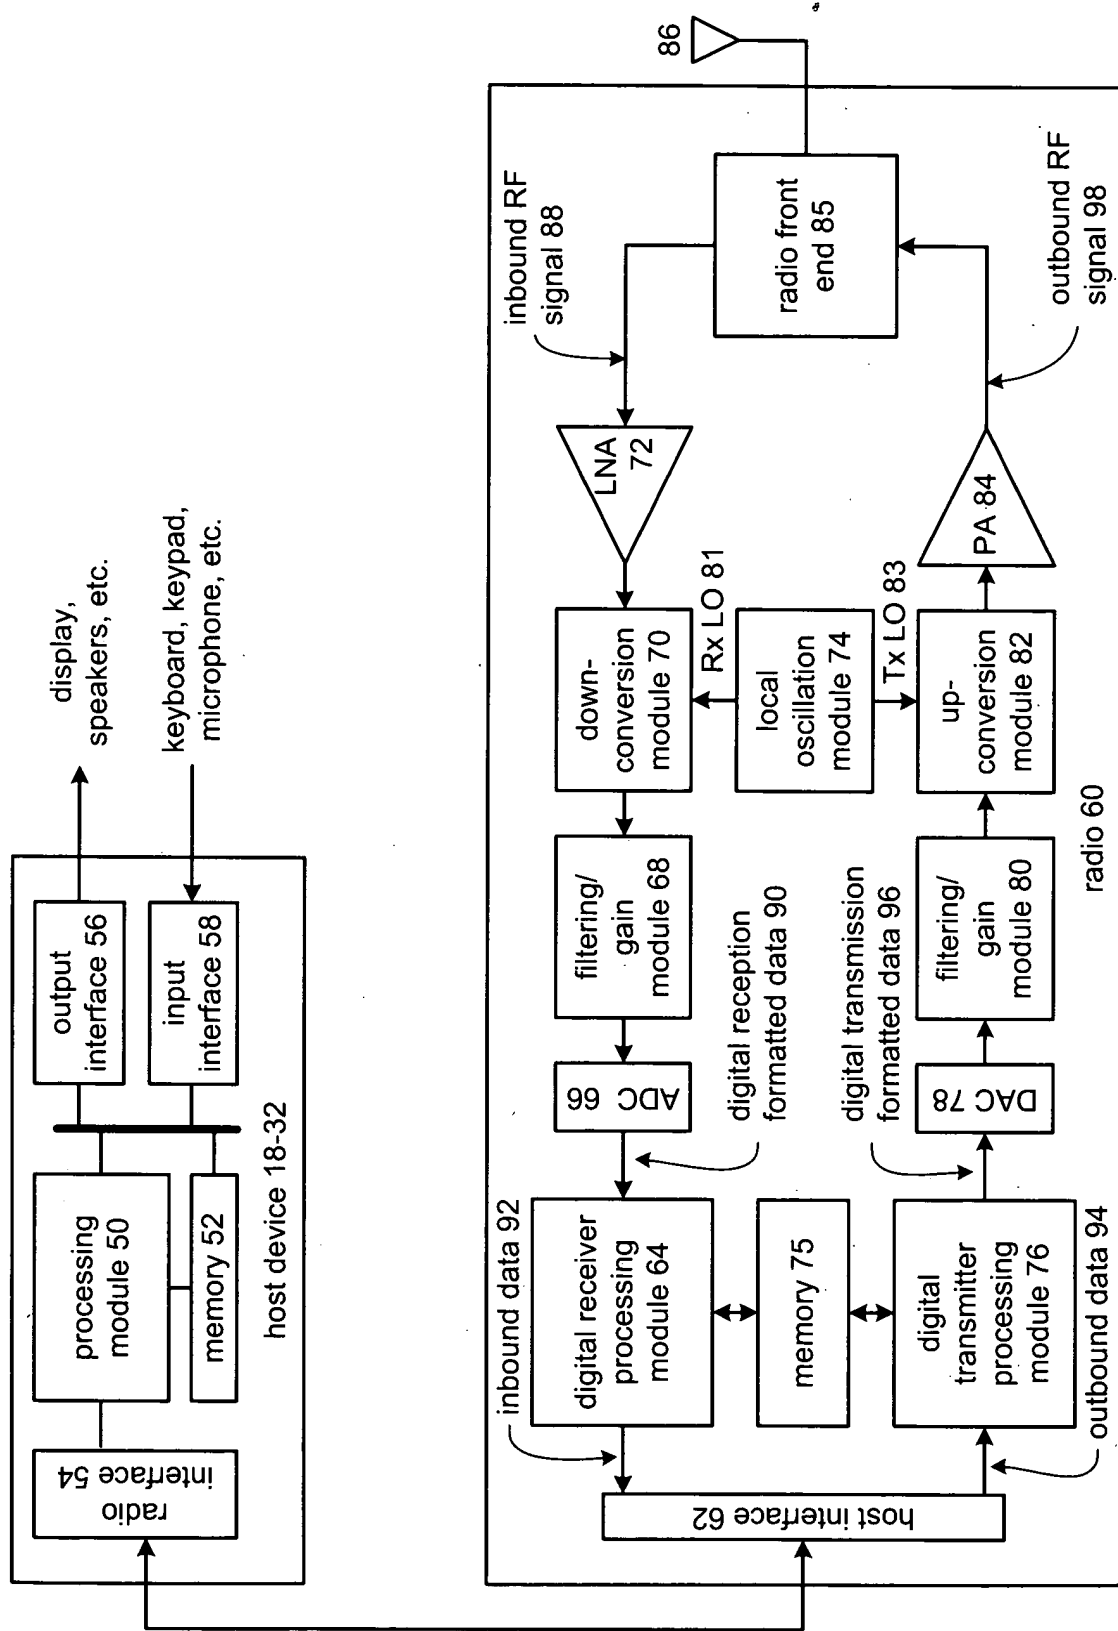 display,
speakers, etc.
keyboard, keypad,
microphone, etc.
output
interface 56
input
interface 58
processing
module 50
memory 52
radio
interface 54
host device 18-32
86
inbound RF
signal 88
radio front
end 85
outbound RF
signal 98
LNA
72
PA 84
down-
conversion
module 70
Rx LO 81
local
oscillation
module 74
Tx LO 83
up-
conversion
module 82
filtering/
gain
module 68
filtering/
gain
module 80
radio 60
ADC 66
digital reception
formatted data 90
digital transmission
formatted data 96
DAC 78
inbound data 92
digital receiver
processing
module 64
memory 75
digital
transmitter
processing
module 76
outbound data 94
host interface 62